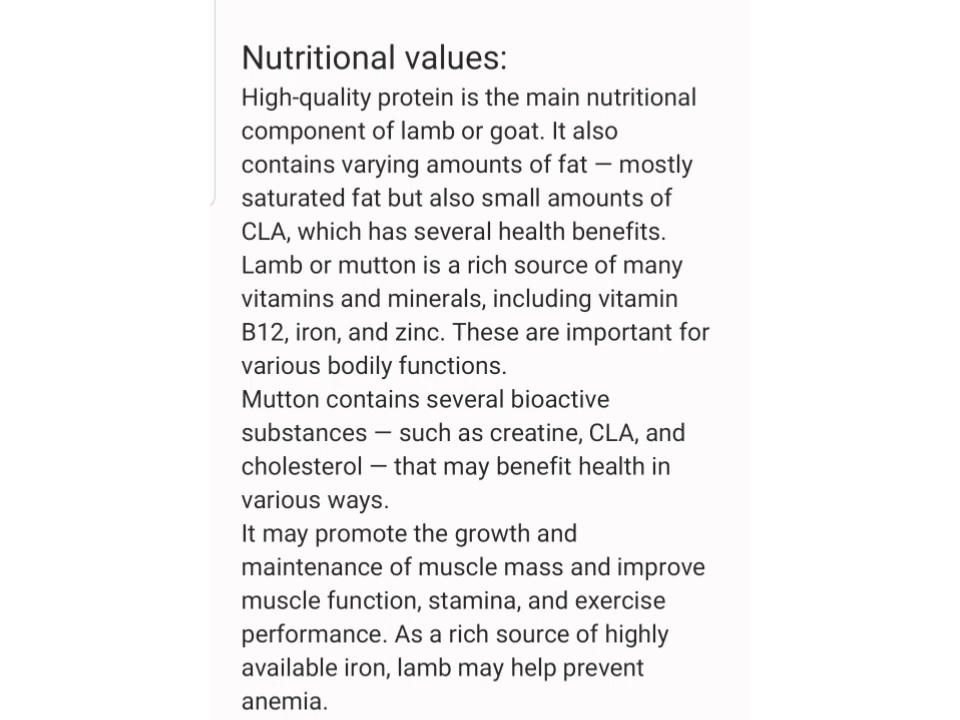 Nutritional values:
High-quality protein is the main nutritional
component of lamb or goat. It also
contains varying amounts of fat — mostly
saturated fat but also small amounts of
CLA, which has several health benefits.
Lamb or mutton is a rich source of many
vitamins and minerals, including vitamin
B12, iron, and zinc. These are important for
various bodily functions.
Mutton contains several bioactive
substances — such as creatine, CLA, and
cholesterol — that may benefit health in
various ways.
It may promote the growth and
maintenance of muscle mass and improve
muscle function, stamina, and exercise
performance. As a rich source of highly
available iron, lamb may help prevent
anemia.